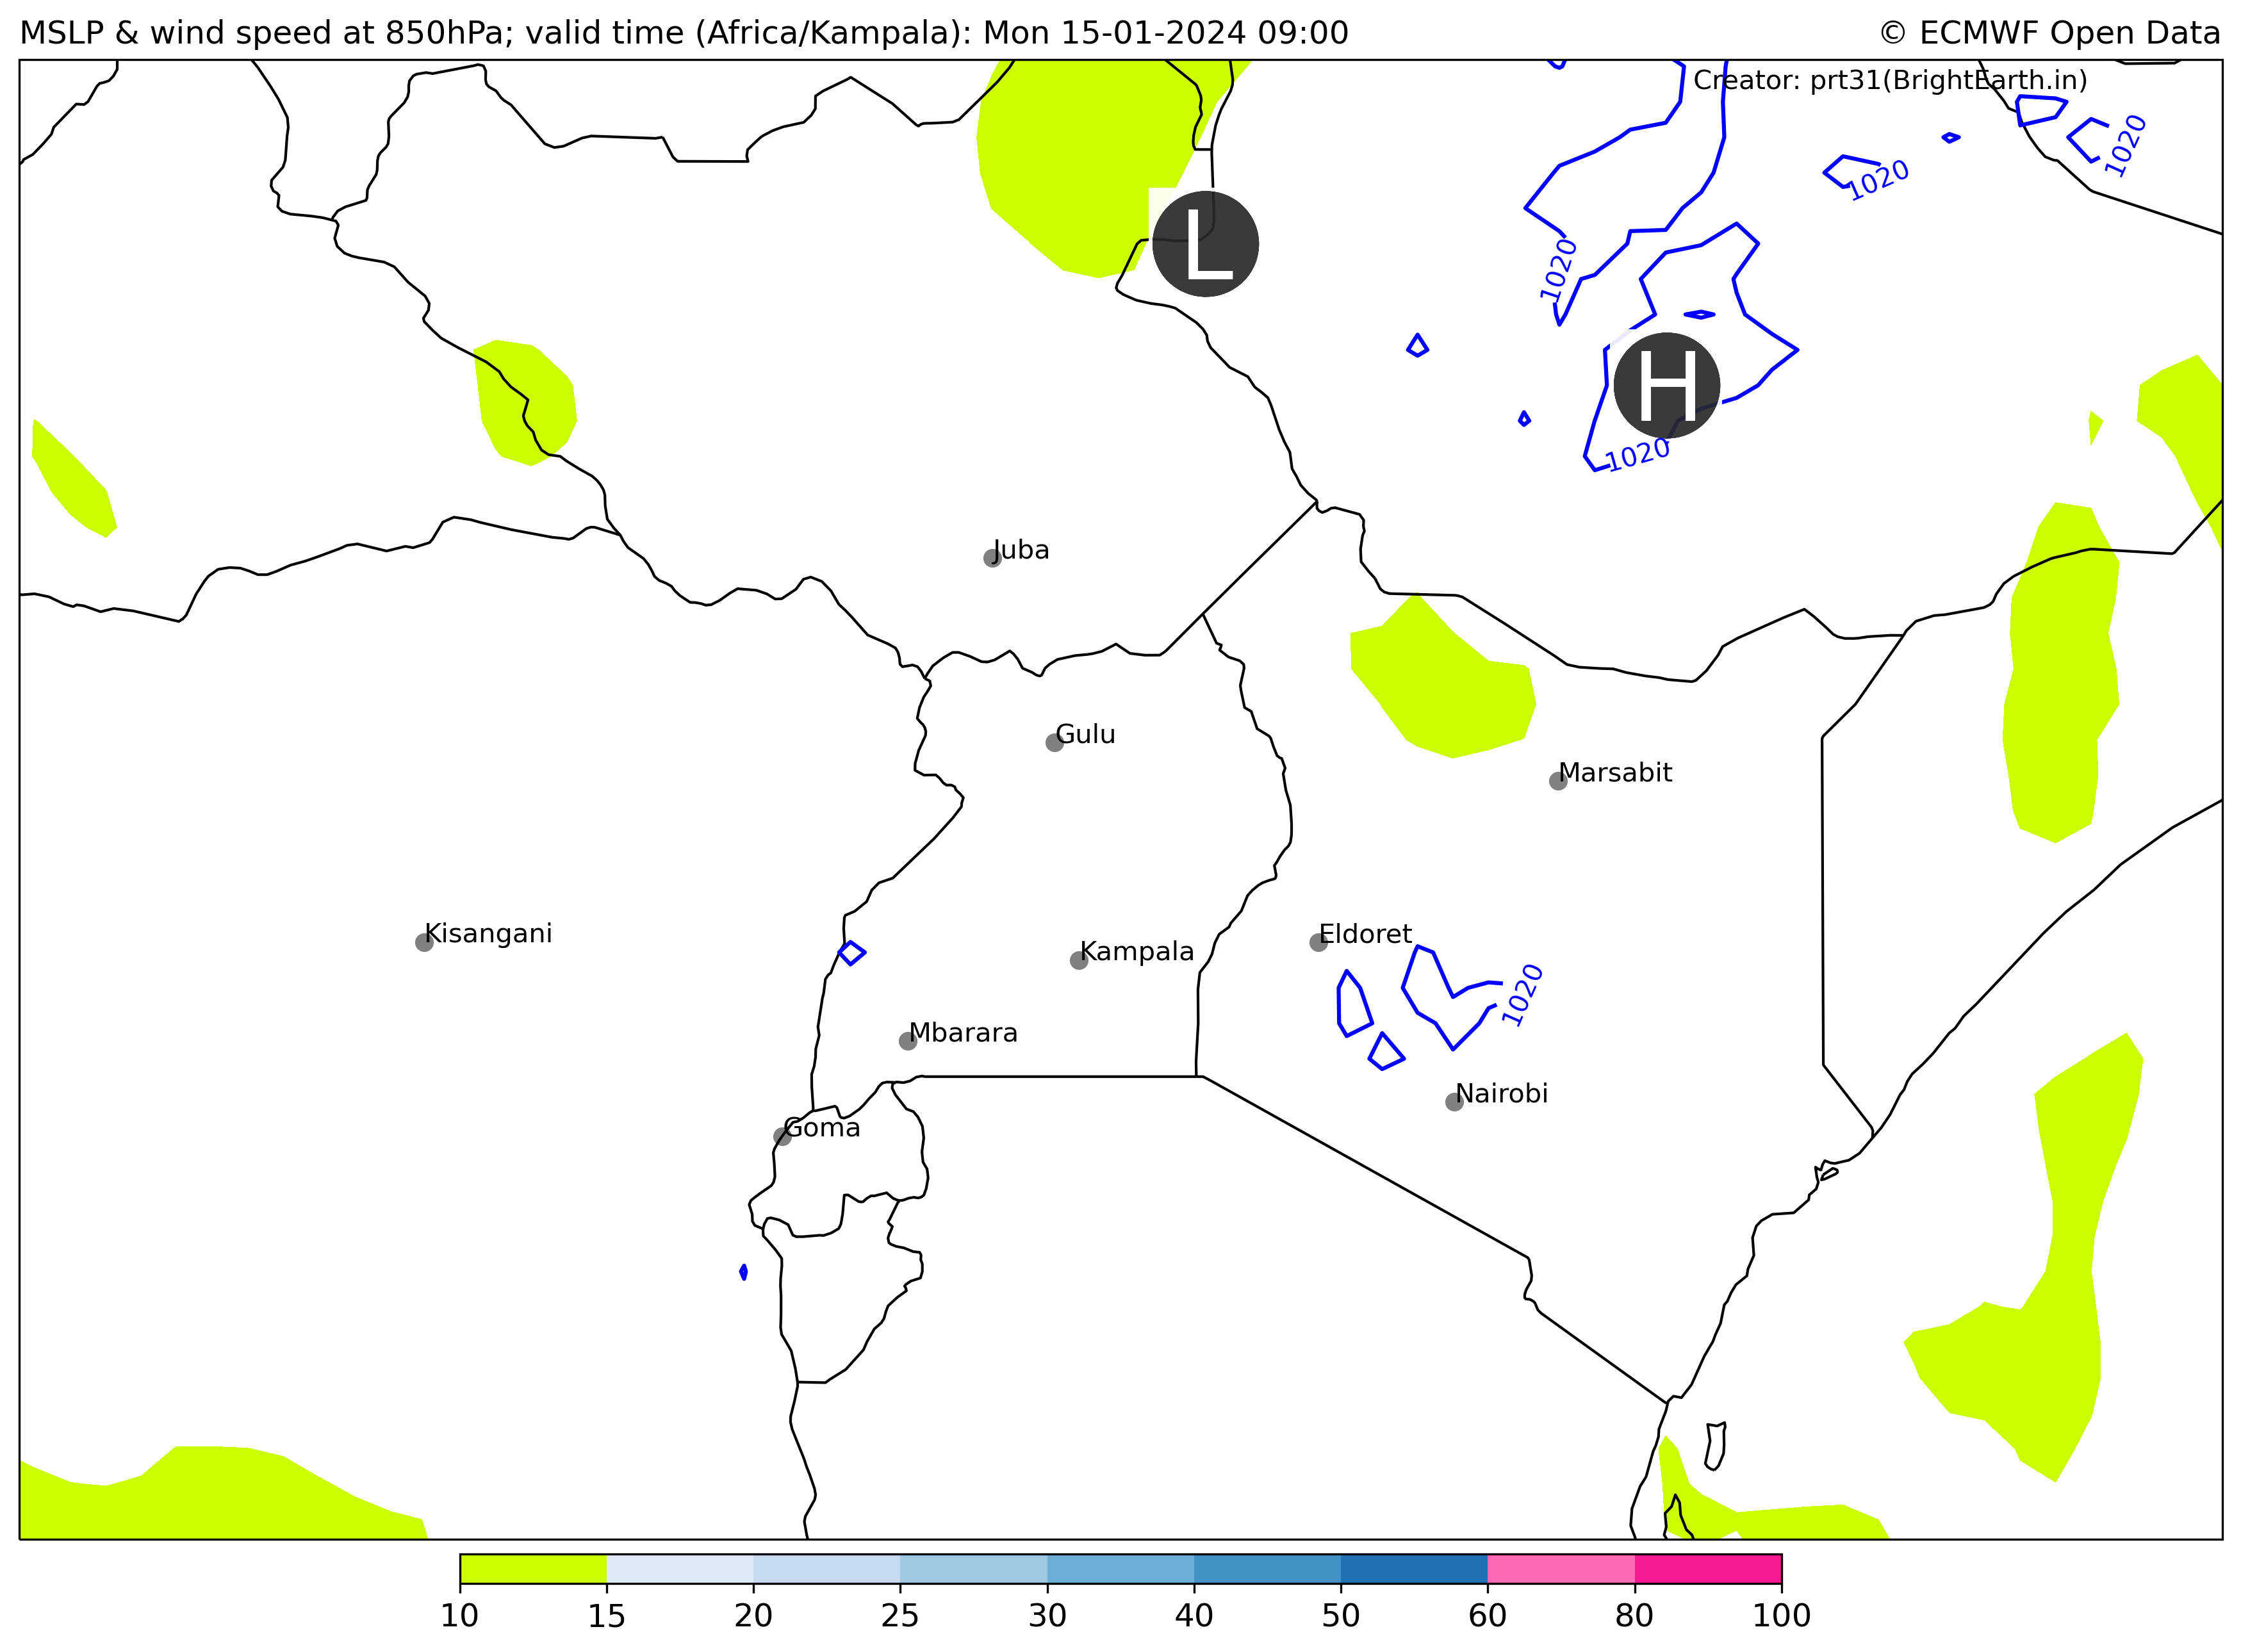 MSLP & wind speed at 850hPa; valid time (Africa/Kampala): Mon 15-01-2024 09:00
© ECMWF Open Data
Creator: prt31(BrightEarth.in)
1020
1020
L
1020
H
1020
Juba
Gulu
Marsabit
Kisangani
Eldoret
Kampala
1020
Mbarara
Nairobi
Goma
10 15 20 25 30 40 50 60 80 100